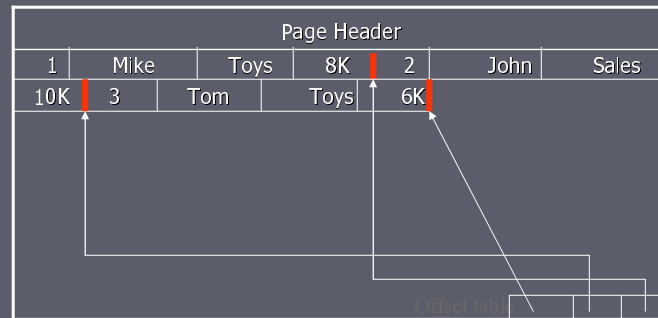 Page Header
1 Mike Toys 8K 2 John Sales
10K 3 Tom Toys 6K
Offset table